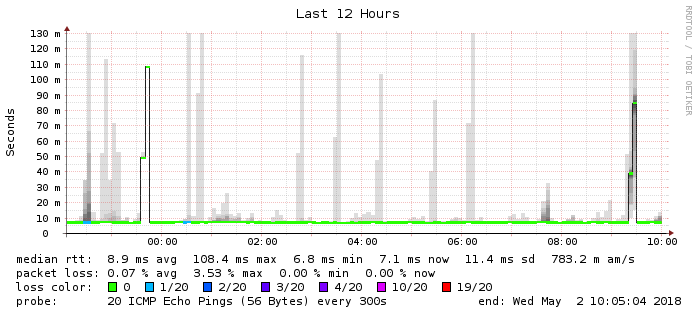 Last 12 Hours
RRDTOOL / TOBI OETIKER
Seconds
130 m
120 m
110 m
100 m
90 m
80 m
70 m
60 m
50 m
40 m
30 m
20 m
10 m
0
00:00 02:00 04:00 06:00 08:00 10:00
median rtt: 8.9 ms avg 108.4 ms max 6.8 ms min 7.1 ms now 11.4 ms sd 783.2 m am/s
packet loss: 0.07 % avg 3.53 % max 0.00 % min 0.00 % now
loss color: 0 1/20 2/20 3/20 4/20 10/20 19/20
probe: 20 ICMP Echo Pings (56 Bytes) every 300s end: Wed May 2 10:05:04 2018